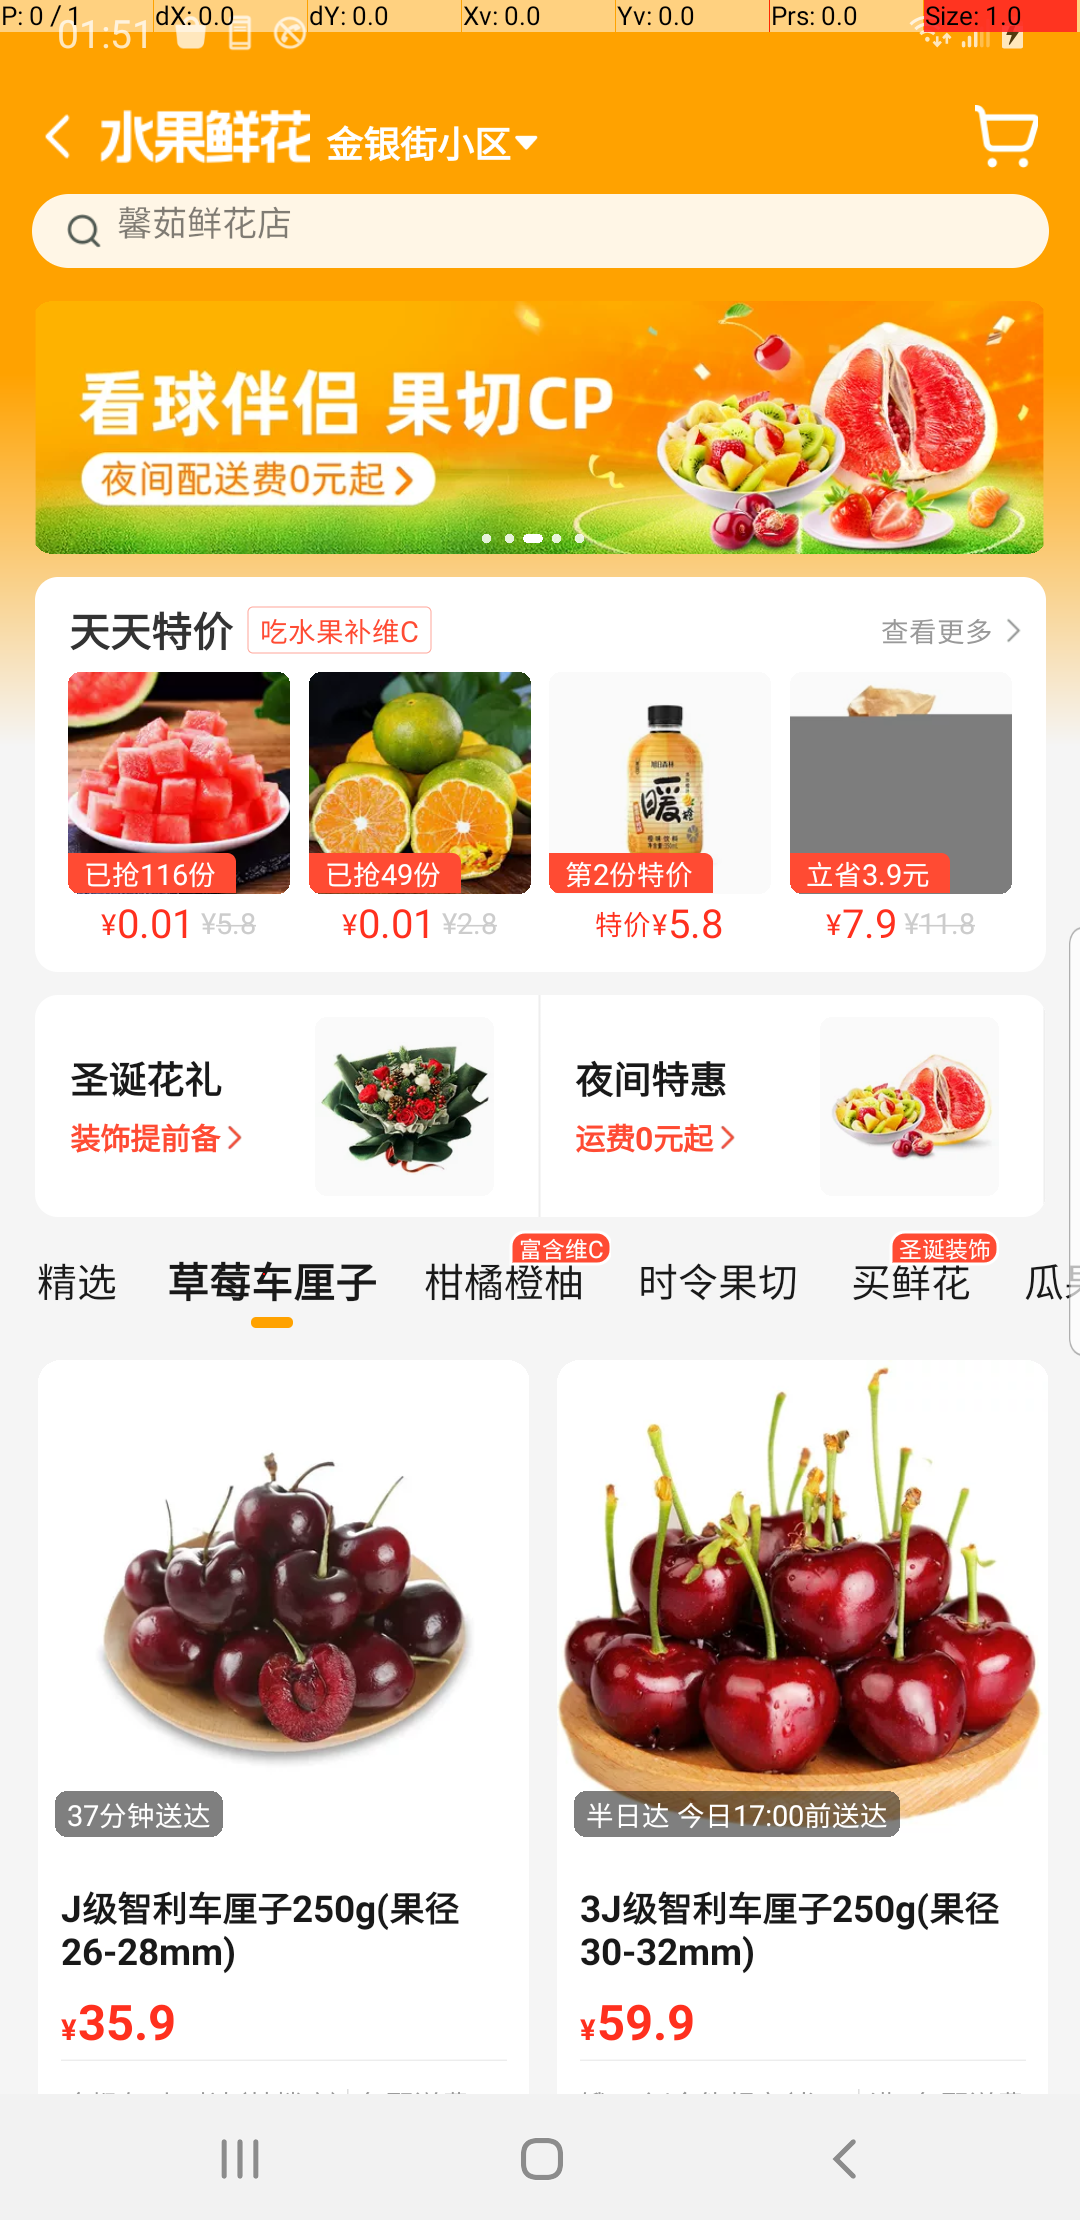 P: 0 / 1 dX: 0.0 dY: 0.0 Xv: 0.0 Yv: 0.0 Prs: 0.0 Size: 1.0
01:51
水果鲜花 金银街小区
馨茹鲜花店
看球伴侣 果切CP
夜间配送费0元起
天天特价 吃水果补维C 查看更多
暖
已抢116份 已抢49份 第2份特价 立省3.9元
¥0.01 ¥5.8 ¥0.01 ¥2.8 特价¥5.8 ¥7.9 ¥11.8
圣诞花礼 夜间特惠
装饰提前备 运费0元起
富含维C 圣诞装饰
精选 草莓车厘子 柑橘橙柚 时令果切 买鲜花 瓜
37分钟送达 半日达 今日17:00前送达
J级智利车厘子250g(果径
26-28mm)
¥35.9
3J级智利车厘子250g(果径
30-32mm)
¥59.9